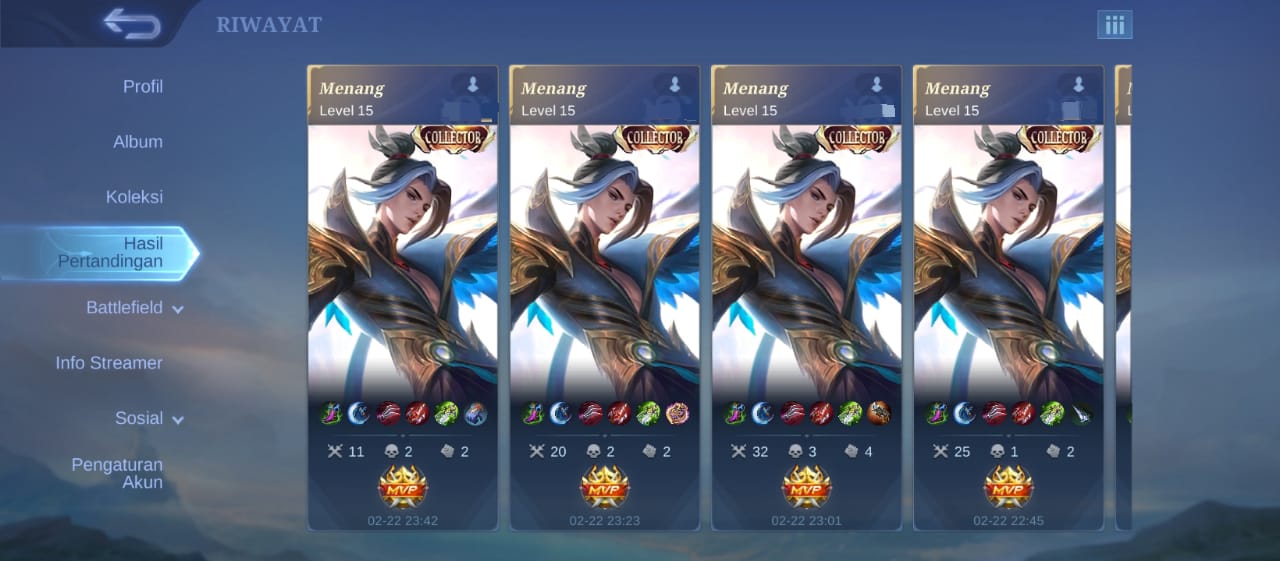 RIWAYAT
Profil
Album
Koleksi
Hasil
Pertandingan
Battlefield
Info Streamer
Sosial
Pengaturan
Akun
Menang
Level 15
COLLECTOR
11 2 2
MVP
02-22 23:42
Menang
Level 15
COLLECTOR
20 2 2
MVP
02-22 23:23
Menang
Level 15
COLLECTOR
32 3 4
MVP
02-22 23:01
Menang
Level 15
COLLECTOR
25 1 2
MVP
02-22 22:45